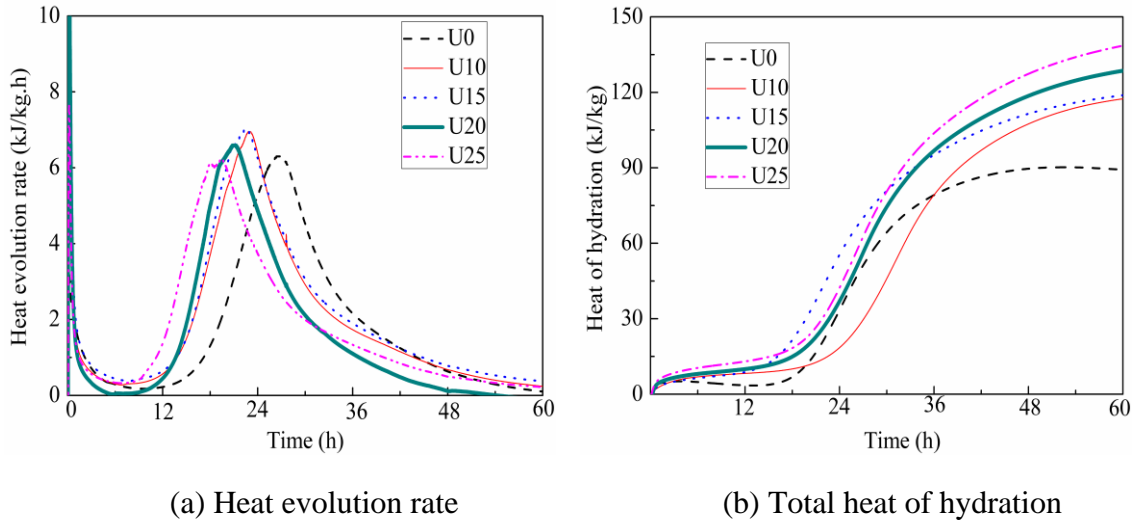 10
8
6
4
2
0
Heat evolution rate (kJ/kg.h)
U0
U10
U15
U20
U25
0 12 24 36 48 60
Time (h)
150
120
90
60
30
0
Heat of hydration (kJ/kg)
U0
U10
U15
U20
U25
0 12 24 36 48 60
Time (h)
(a) Heat evolution rate
(b) Total heat of hydration